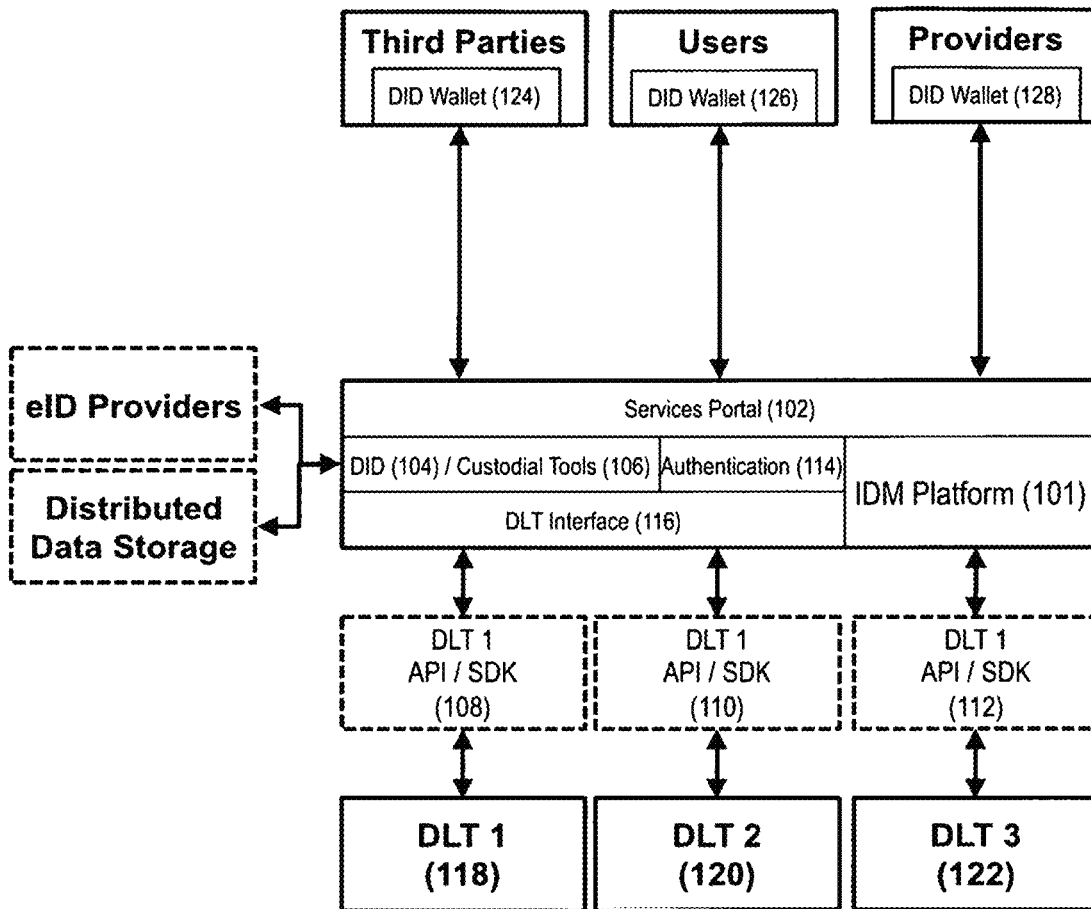 Third Parties
DID Wallet (124)
Users
DID Wallet (126)
Providers
DID Wallet (128)
eID Providers
Distributed
Data Storage
Services Portal (102)
DID (104) / Custodial Tools (106)
Authentication (114)
IDM Platform (101)
DLT Interface (116)
DLT 1
API / SDK
(108)
DLT 1
API / SDK
(110)
DLT 1
API / SDK
(112)
DLT 1
(118)
DLT 2
(120)
DLT 3
(122)